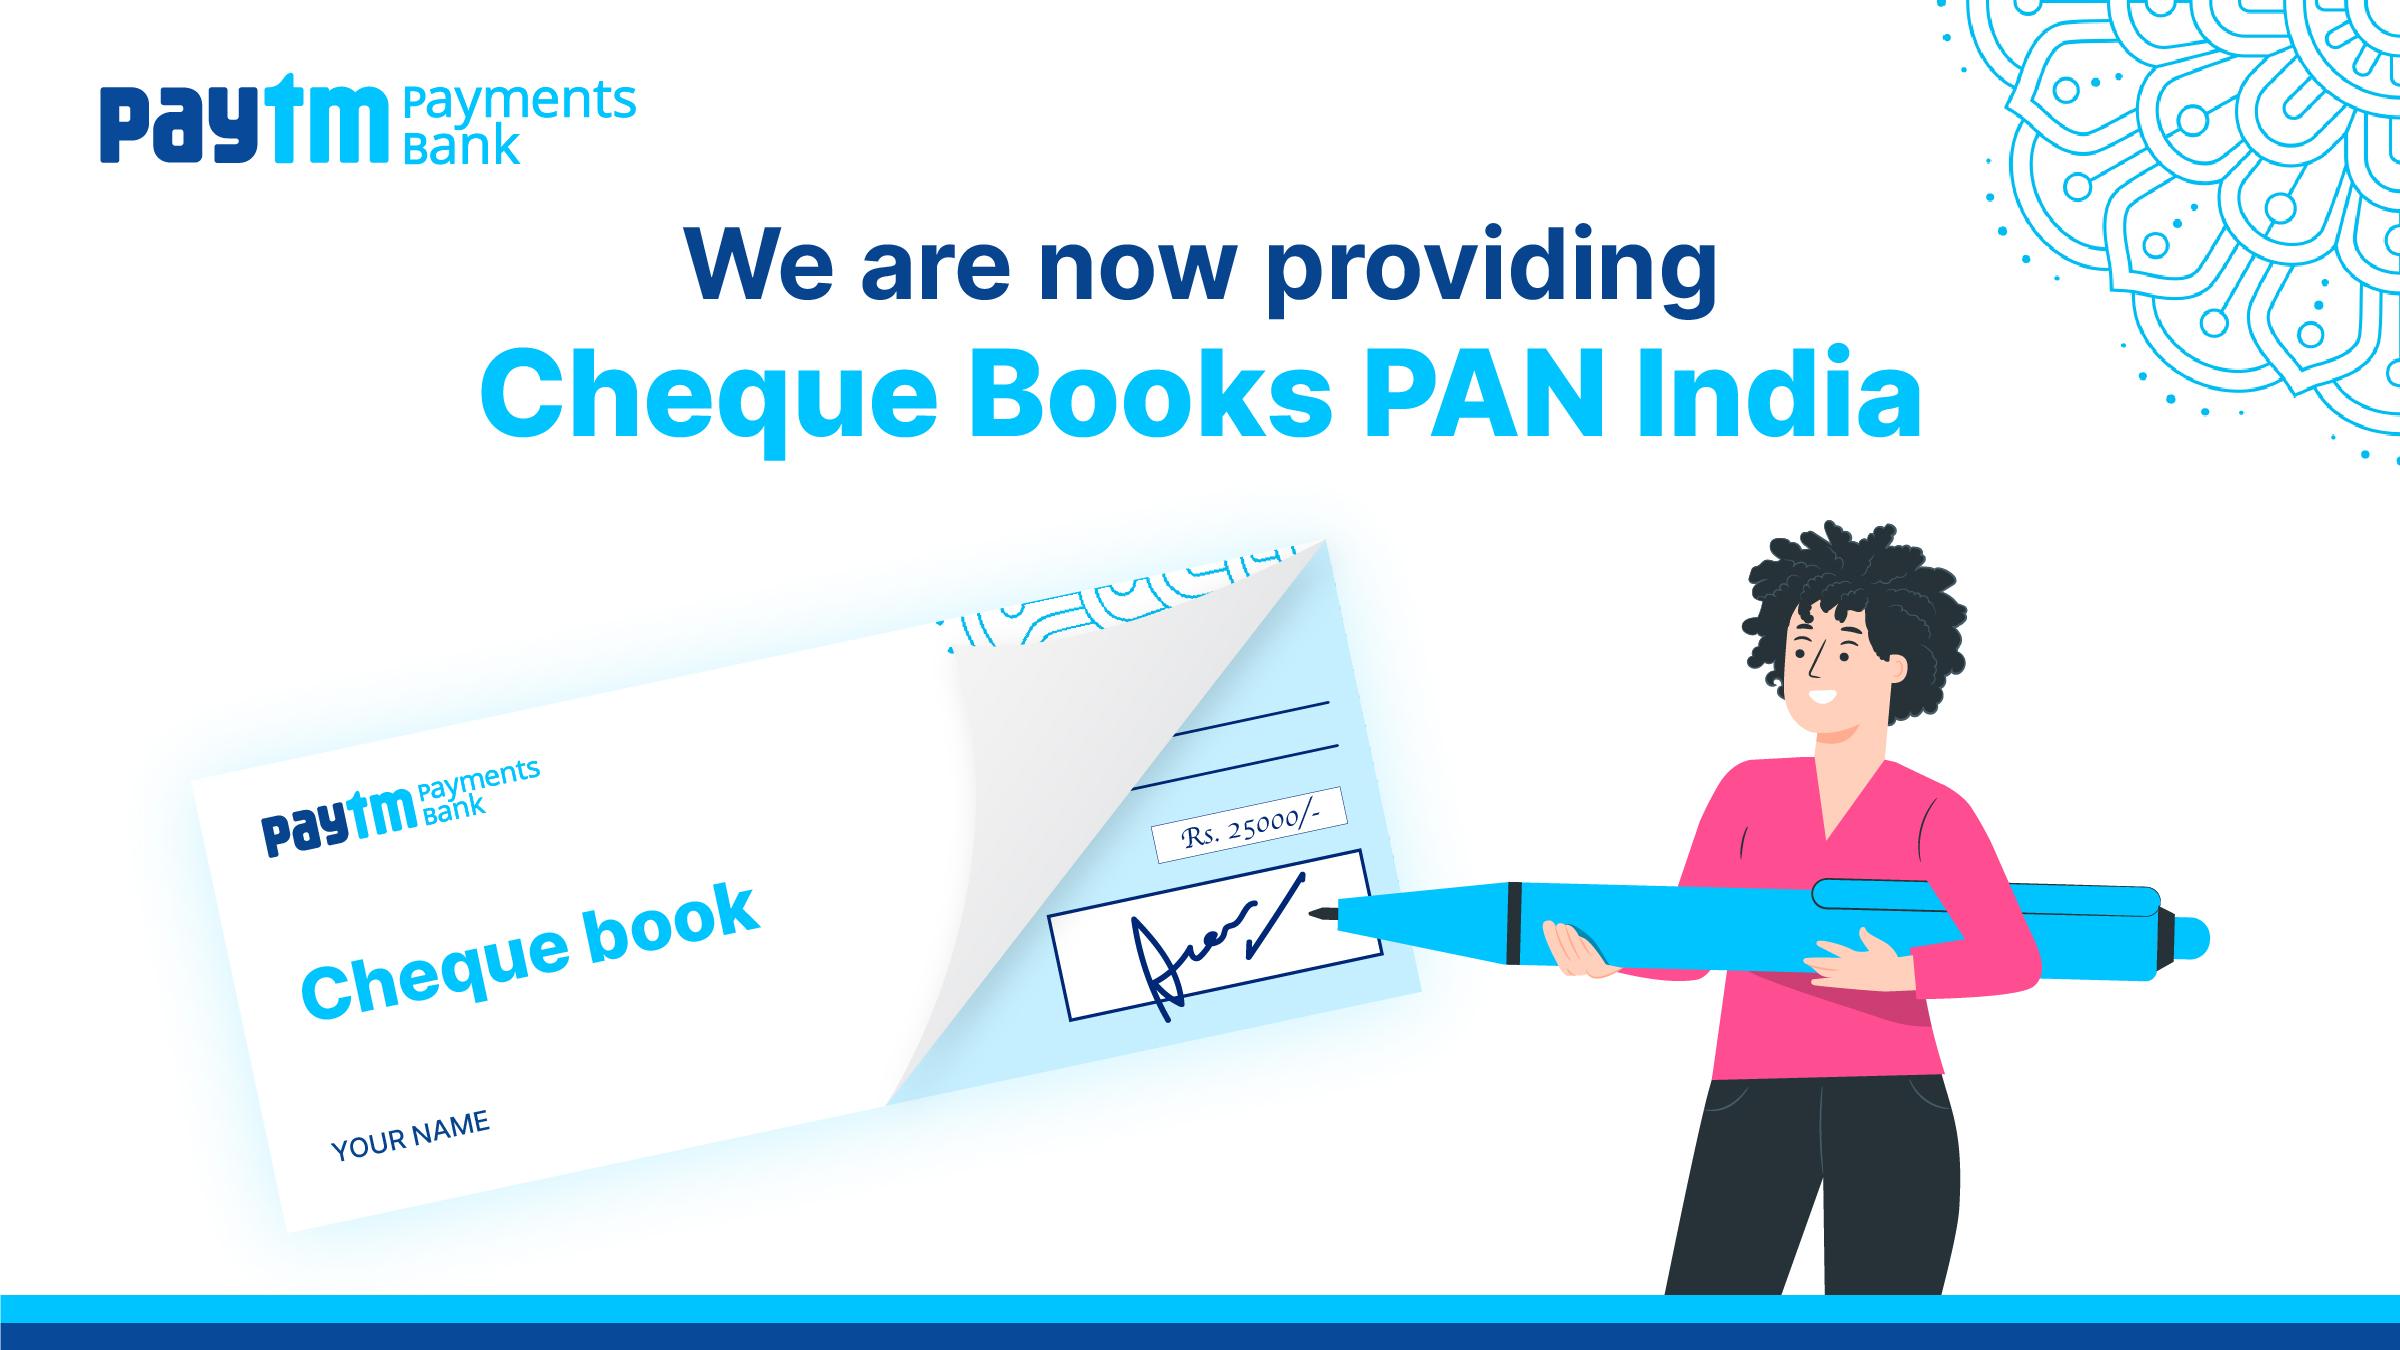 paytm Payments
Bank
We are now providing
Cheque Books PAN India
paytm Payments
Bank
Cheque book
YOUR NAME
Rs. 25000/-